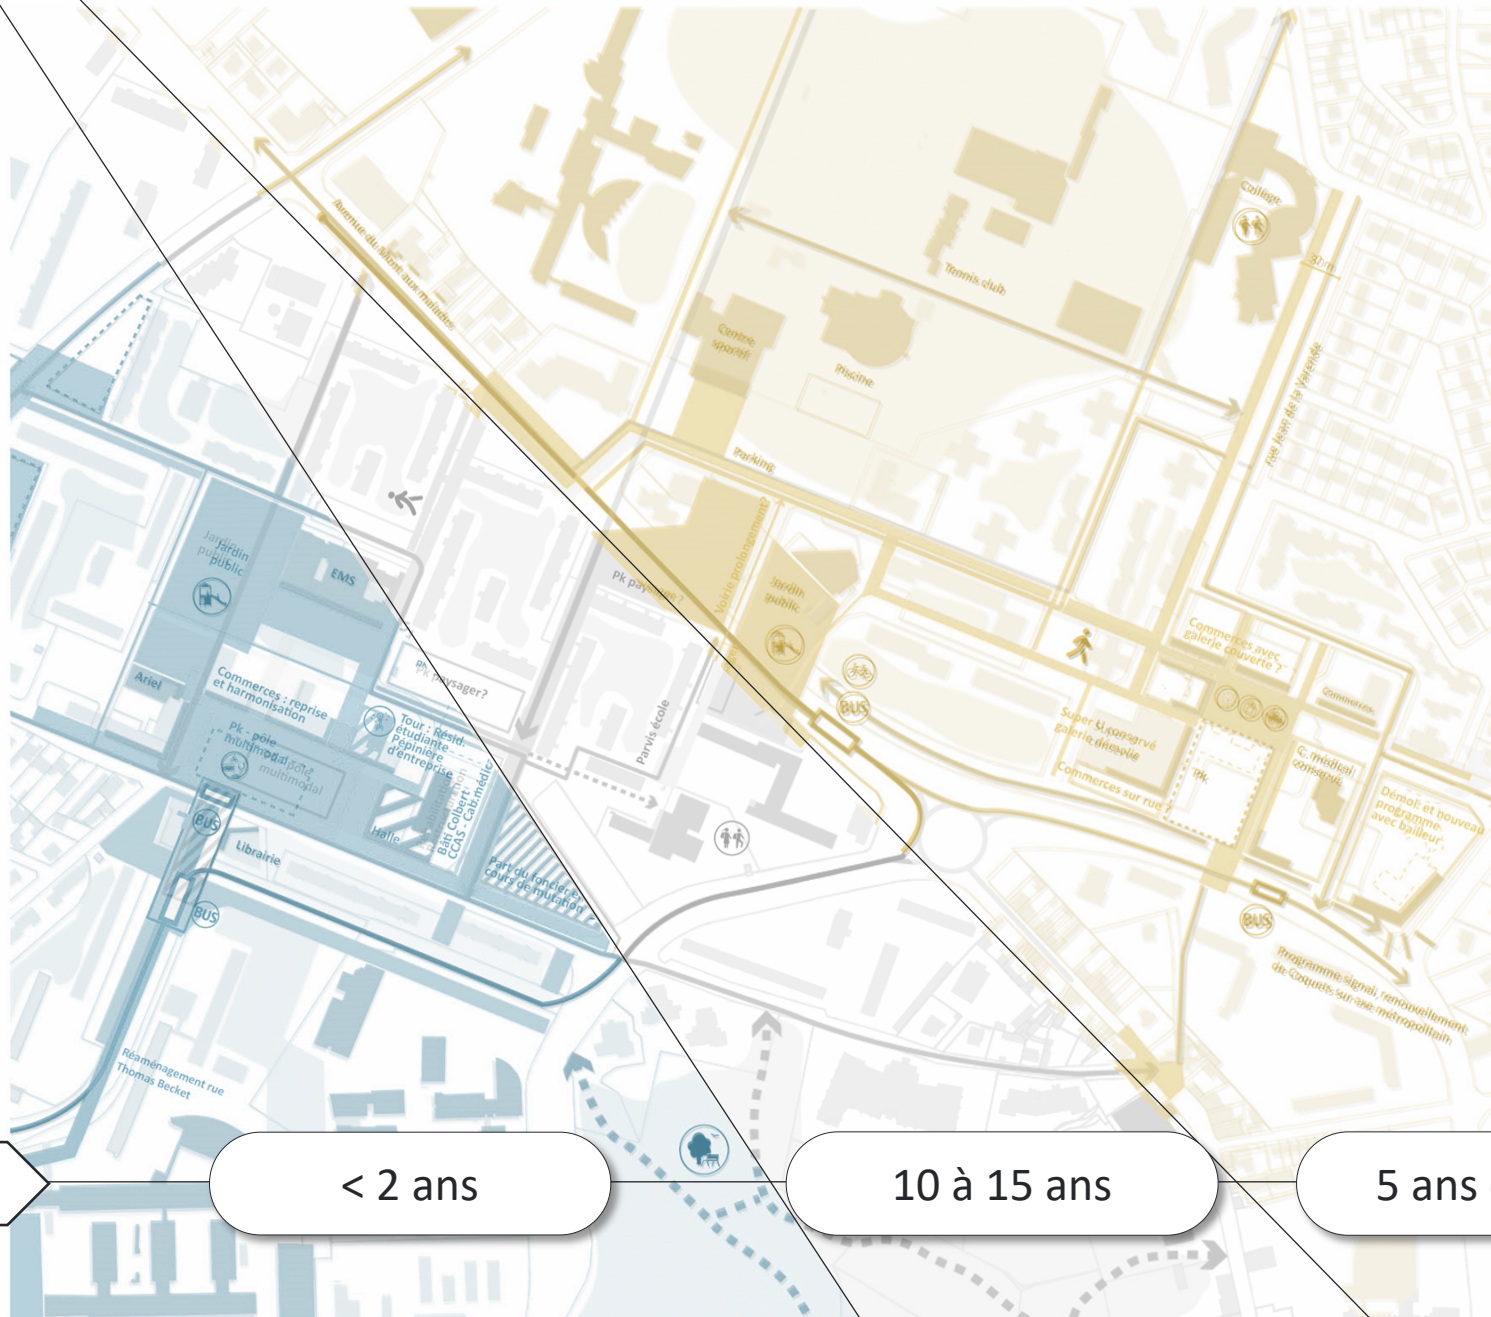 Collège
Avenue du Mont aux malades
Tennis club
Centre
sportif
Piscine
rue Jean de la Varende
Parking
Voirie prolongement?
Jardin
public
EMS
Jardin
public
Pk paysager?
Commerces avec
galerie couverte ?
Pk paysager?
Ariel
Commerces : reprise
et harmonisation
Parvis école
BUS
Super U conservé
galerie démolie
Commerces
Tour : Résid.
étudiante
Pépinière
d'entreprise
Pk - pôle
multimodal
C. médical
Commerces sur rue
Pk
Démol. et nouveau
programme
avec bailleur
BUS
Halle
Bâti Colbert
CCAS - Cab.médic.
Librairie
Part du foncier en
cours de mutation
BUS
BUS
Programme signal, renouvellement
de Coquets sur axe métropolitain
Réaménagement rue
Thomas Becket
< 2 ans
10 à 15 ans
5 ans